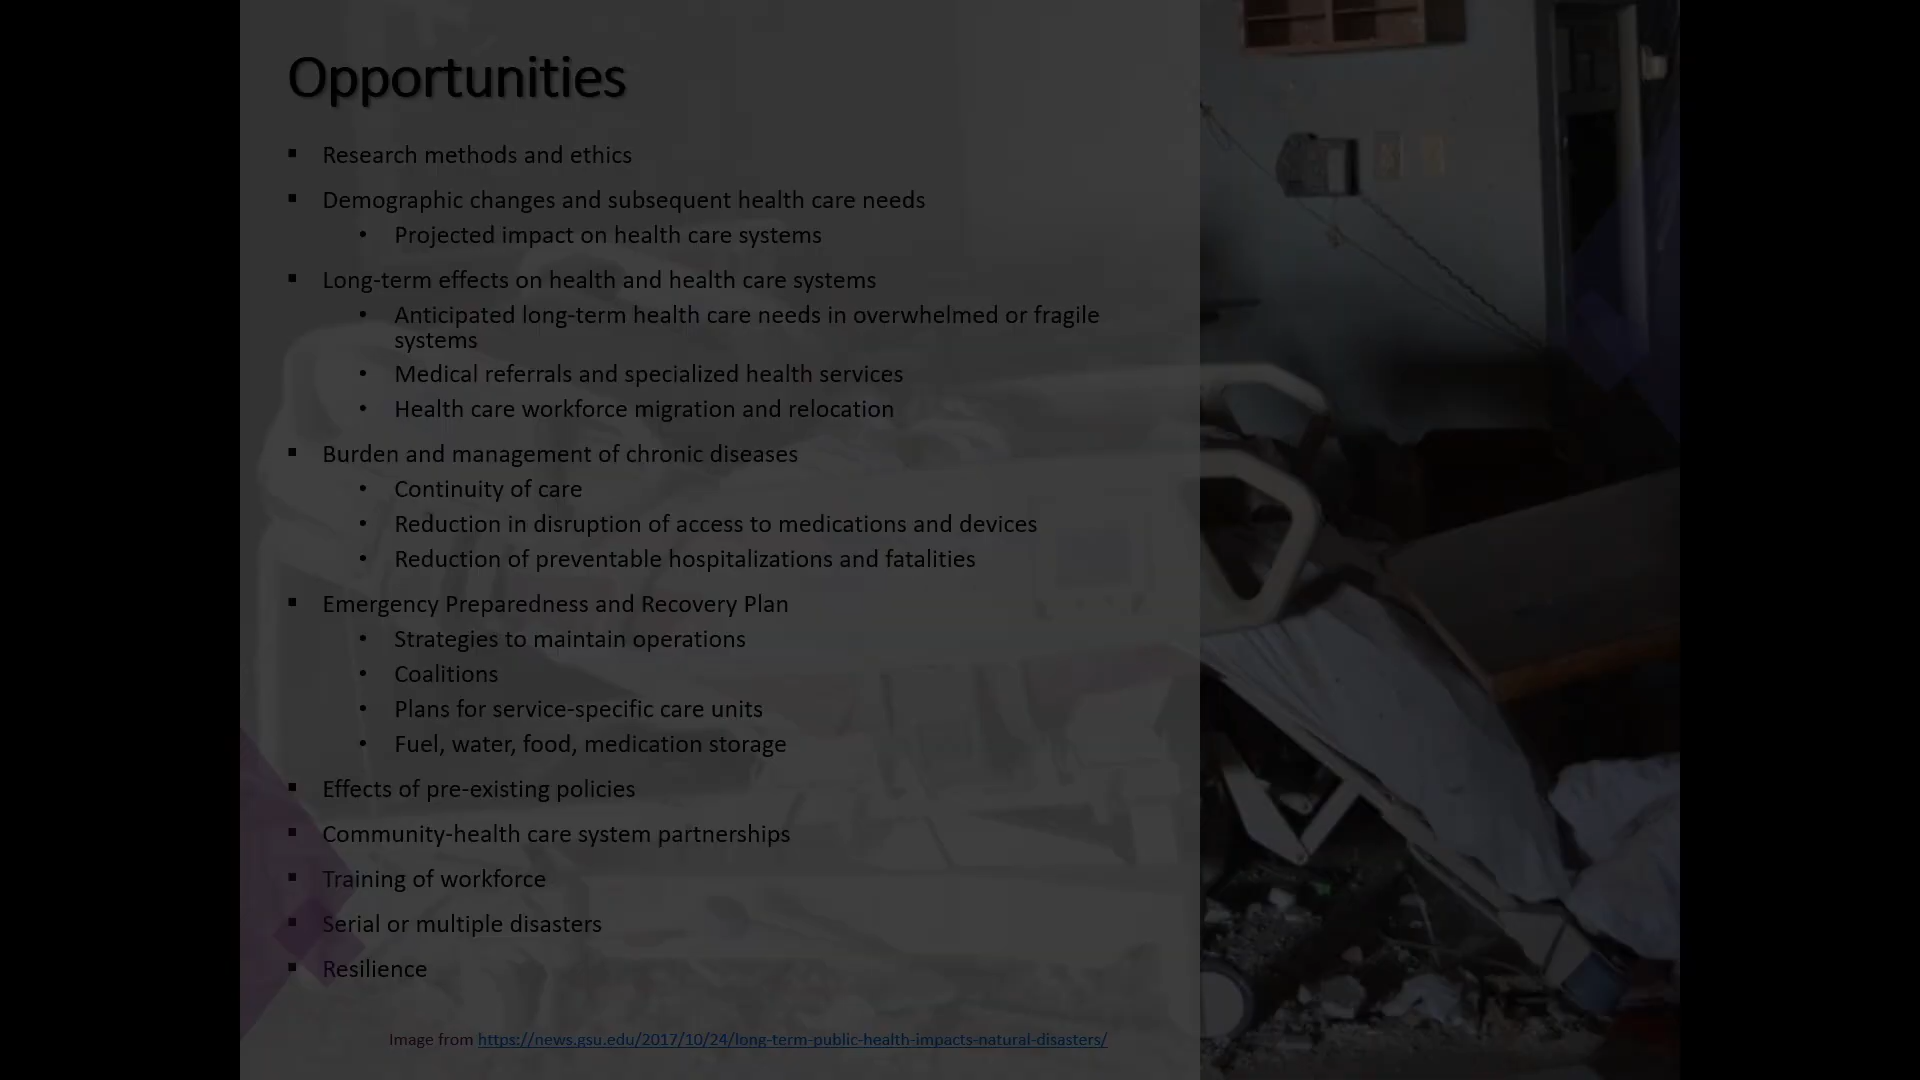 Opportunities
▪ Research methods and ethics
▪ Demographic changes and subsequent health care needs
• Projected impact on health care systems
▪ Long-term effects on health and health care systems
• Anticipated long-term health care needs in overwhelmed or fragile
systems
• Medical referrals and specialized health services
• Health care workforce migration and relocation
▪ Burden and management of chronic diseases
• Continuity of care
• Reduction in disruption of access to medications and devices
• Reduction of preventable hospitalizations and fatalities
▪ Emergency Preparedness and Recovery Plan
• Strategies to maintain operations
• Coalitions
• Plans for service-specific care units
• Fuel, water, food, medication storage
▪ Effects of pre-existing policies
▪ Community-health care system partnerships
▪ Training of workforce
▪ Serial or multiple disasters
▪ Resilience
Image from https://news.gsu.edu/2017/10/24/long-term-public-health-impacts-natural-disasters/